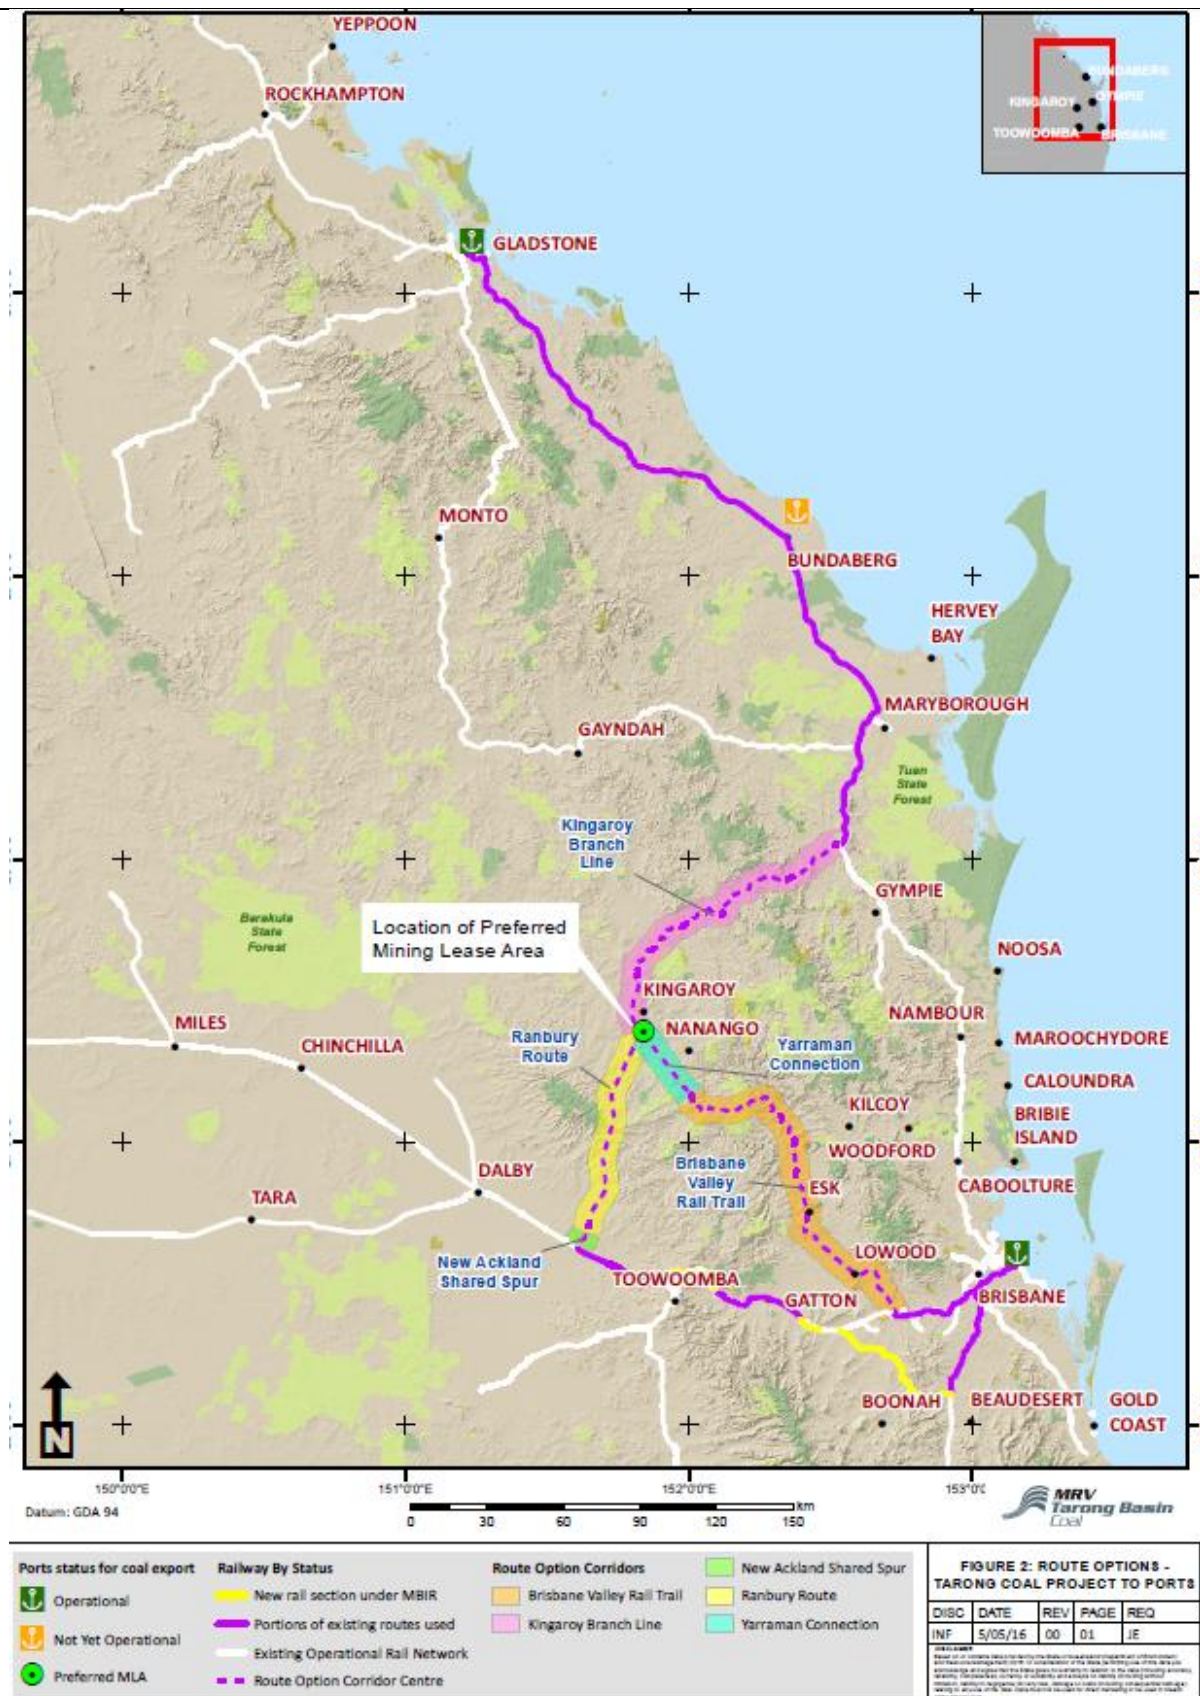 YEPPOON
ROCKHAMPTON
BUNDABERG
KINGAROY
GYMPIE
TOOWOOMBA
BRISBANE
GLADSTONE
MONTO
BUNDABERG
HERVEY
BAY
MARYBOROUGH
GAYNDAH
Tuan
State
Forest
Kingaroy
Branch
Line
GYMPIE
Location of Preferred
Mining Lease Area
Barakula
State
Forest
NOOSA
KINGAROY
NAMBOUR
MILES
NANANGO
MAROOCHYDORE
Ranbury
Route
CHINCHILLA
Yarraman
Connection
CALOUNDRA
KILCOY
BRIBIE
ISLAND
WOODFORD
DALBY
Brisbane
Valley
Rail Trail
ESK
CABOOLTURE
TARA
New Ackland
Shared Spur
LOWOOD
TOOWOOMBA
GATTON
BRISBANE
BOONAH
BEAUDESERT
GOLD
COAST
N
150°0'0"E
151°0'0"E
152°0'0"E
153°0'0
Datum: GDA 94
km
0 30 60 90 120 150
MRV
Tarong Basin
Coal
Ports status for coal export
Operational
Not Yet Operational
Preferred MLA
Railway By Status
New rail section under MBIR
Portions of existing routes used
Existing Operational Rail Network
Route Option Corridor Centre
Route Option Corridors
Brisbane Valley Rail Trail
Kingaroy Branch Line
New Ackland Shared Spur
Ranbury Route
Yarraman Connection
FIGURE 2: ROUTE OPTIONS -
TARONG COAL PROJECT TO PORTS
DISC DATE REV PAGE REQ
INF 5/05/16 00 01 JE